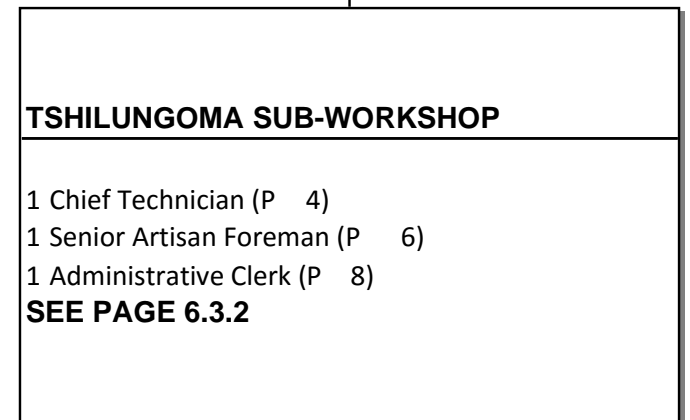 TSHILUNGOMA SUB-WORKSHOP
1 Chief Technician (P 4)
1 Senior Artisan Foreman (P 6)
1 Administrative Clerk (P 8)
SEE PAGE 6.3.2